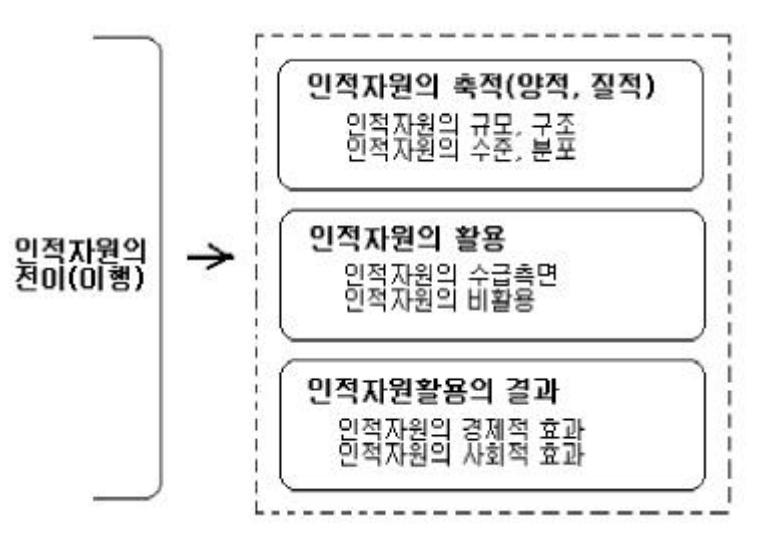 인적자원의
전이(이행)
인적자원의 축적(양적, 질적)
인적자원의 규모, 구조
인적자원의 수준, 분포
인적자원의 활용
인적자원의 수급측면
인적자원의 비활용
인적자원활용의 결과
인적자원의 경제적 효과
인적자원의 사회적 효과